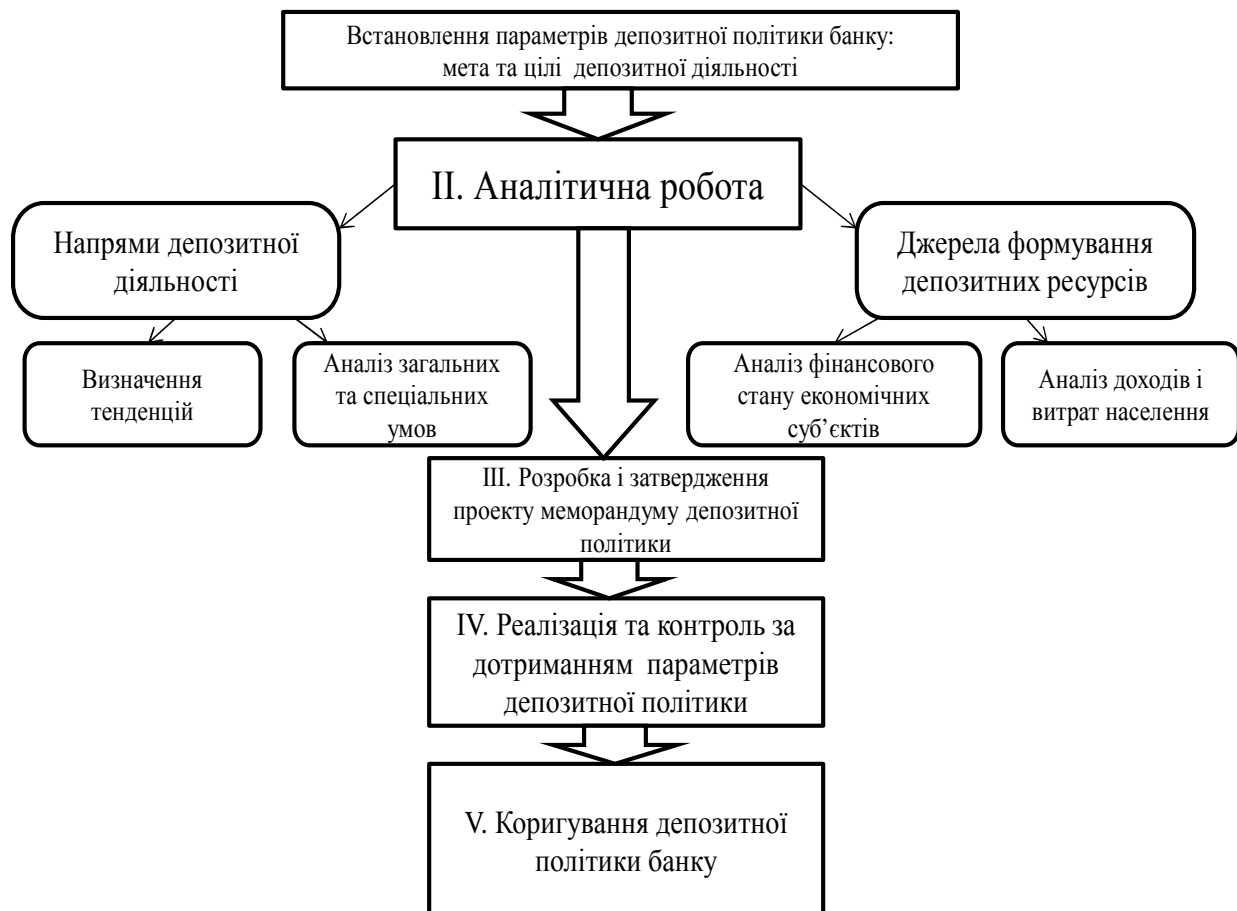 Встановлення параметрів депозитної політики банку:
мета та цілі  депозитної діяльності
II. Аналітична робота
Напрями депозитної
діяльності
Джерела формування
депозитних ресурсів
Визначення
тенденцій
Аналіз загальних
та спеціальних
умов
Аналіз фінансового
стану економічних
суб’єктів
Аналіз доходів і
витрат населення
III. Розробка і затвердження
проекту меморандуму депозитної
політики
IV. Реалізація та контроль за
дотриманням  параметрів
депозитної політики
V. Коригування депозитної
політики банку